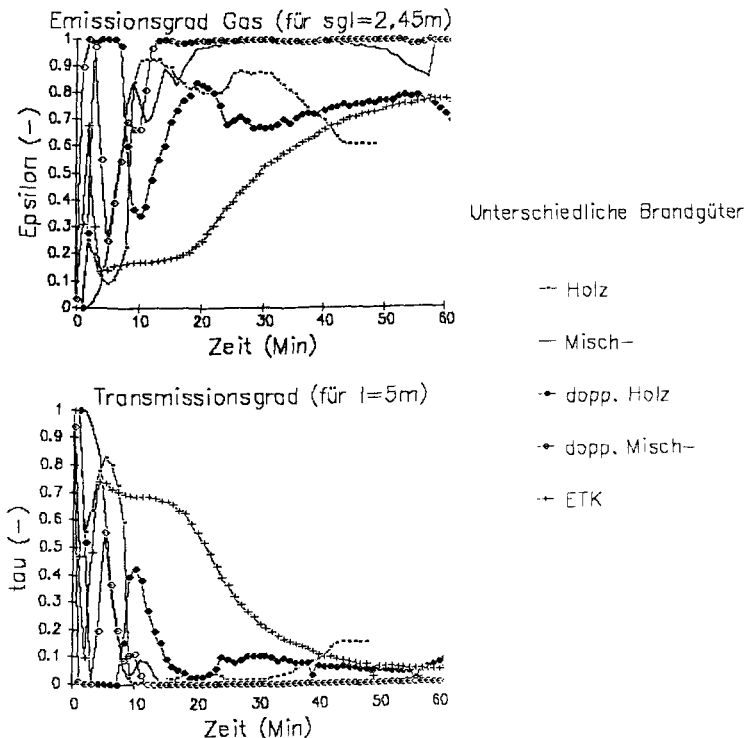 Emissionsgrad Gas (für sgl=2,45m)
1
0.9
0.8
0.7
0.6
0.5
0.4
0.3
0.2
0.1
0
Epsilon (-)
0 10 20 30 40 50 60
Zeit (Min)
Unterschiedliche Brandgüter
Holz
Misch-
dopp. Holz
dopp. Misch-
ETK
Transmissionsgrad (für l=5m)
1
0.9
0.8
0.7
0.6
0.5
0.4
0.3
0.2
0.1
0
tau (-)
0 10 20 30 40 50 60
Zeit (Min)